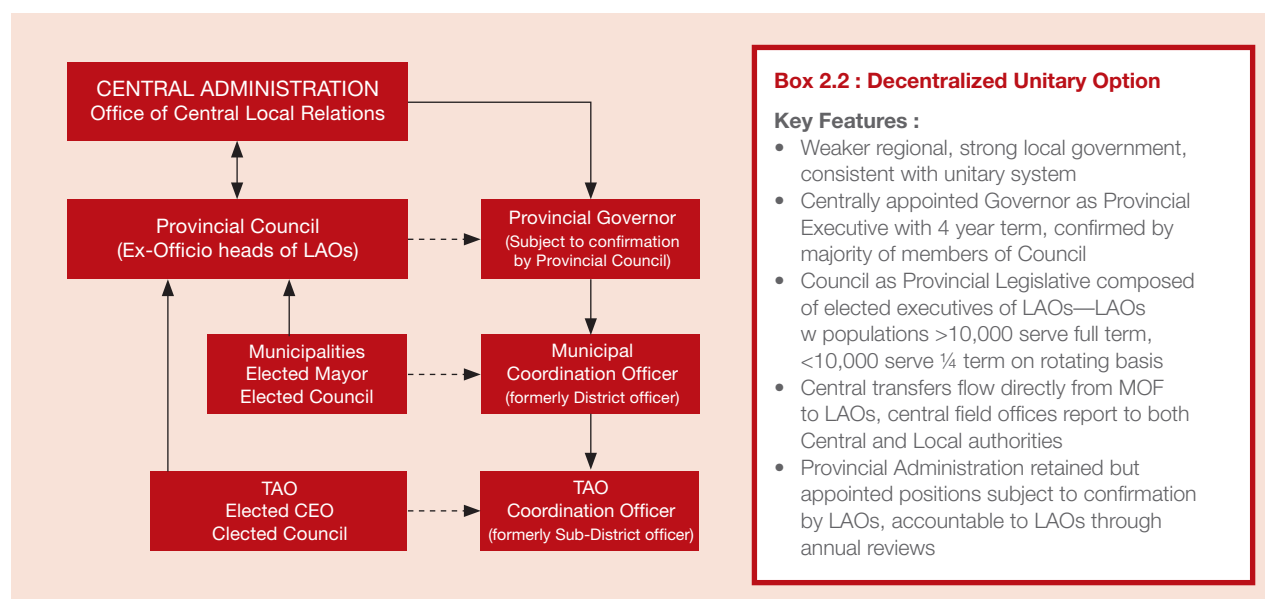 CENTRAL ADMINISTRATION
Office of Central Local Relations
Provincial Council
(Ex-Officio heads of LAOs)
Provincial Governor
(Subject to confirmation
by Provincial Council)
Municipalities
Elected Mayor
Elected Council
Municipal
Coordination Officer
(formerly District officer)
TAO
Elected CEO
Clected Council
TAO
Coordination Officer
(formerly Sub-District officer)
Box 2.2 : Decentralized Unitary Option
Key Features :
• Weaker regional, strong local government,
consistent with unitary system
• Centrally appointed Governor as Provincial
Executive with 4 year term, confirmed by
majority of members of Council
• Council as Provincial Legislative composed
of elected executives of LAOs—LAOs
w populations >10,000 serve full term,
<10,000 serve ¼ term on rotating basis
• Central transfers flow directly from MOF
to LAOs, central field offices report to both
Central and Local authorities
• Provincial Administration retained but
appointed positions subject to confirmation
by LAOs, accountable to LAOs through
annual reviews